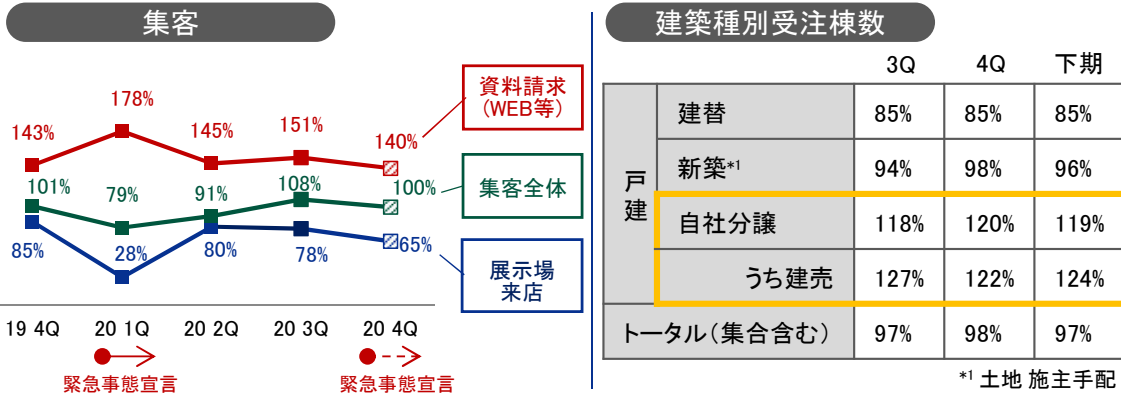 集客
資料請求
(WEB等)
集客全体
展示場
来店
143% 178% 145% 151% 140%
101% 79% 91% 108% 100%
85% 28% 80% 78% 65%
19 4Q 20 1Q 20 2Q 20 3Q 20 4Q
緊急事態宣言 緊急事態宣言
建築種別受注棟数
3Q 4Q 下期
戸建
建替 85% 85% 85%
新築*1 94% 98% 96%
自社分譲 118% 120% 119%
うち建売 127% 122% 124%
トータル(集合含む) 97% 98% 97%
*1 土地 施主手配